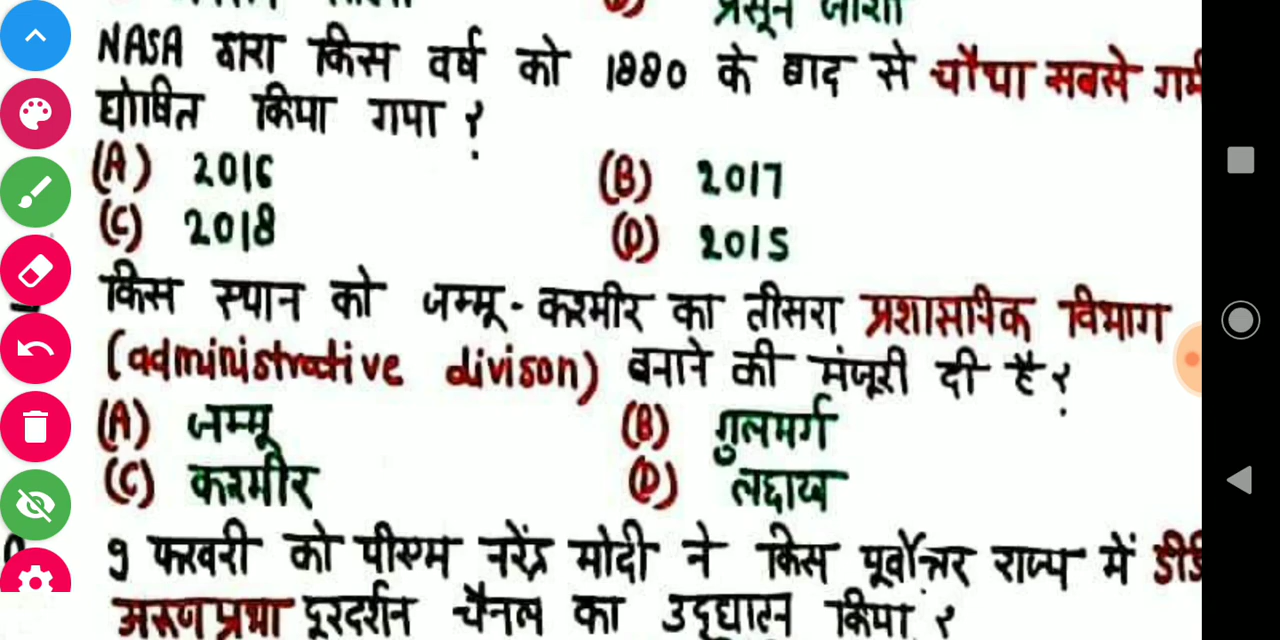 प्रसून जोशी
NASA द्वारा किस वर्ष को 1880 के बाद से चौथा सबसे गर्म
घोषित किया गया ?
(A) 2016 (B) 2017
(C) 2018 (D) 2015
किस स्थान को जम्मू - कश्मीर का तीसरा प्रशासनिक विभाग
(administrative divison) बनाने की मंजूरी दी है ?
(A) जम्मू (B) गुलमर्ग
(C) कश्मीर (D) लद्दाख
9 फरवरी को पीएम नरेंद्र मोदी ने किस पूर्वोत्तर राज्य में
अरुणप्रभा दूरदर्शन चैनल का उद्घाटन किया ?